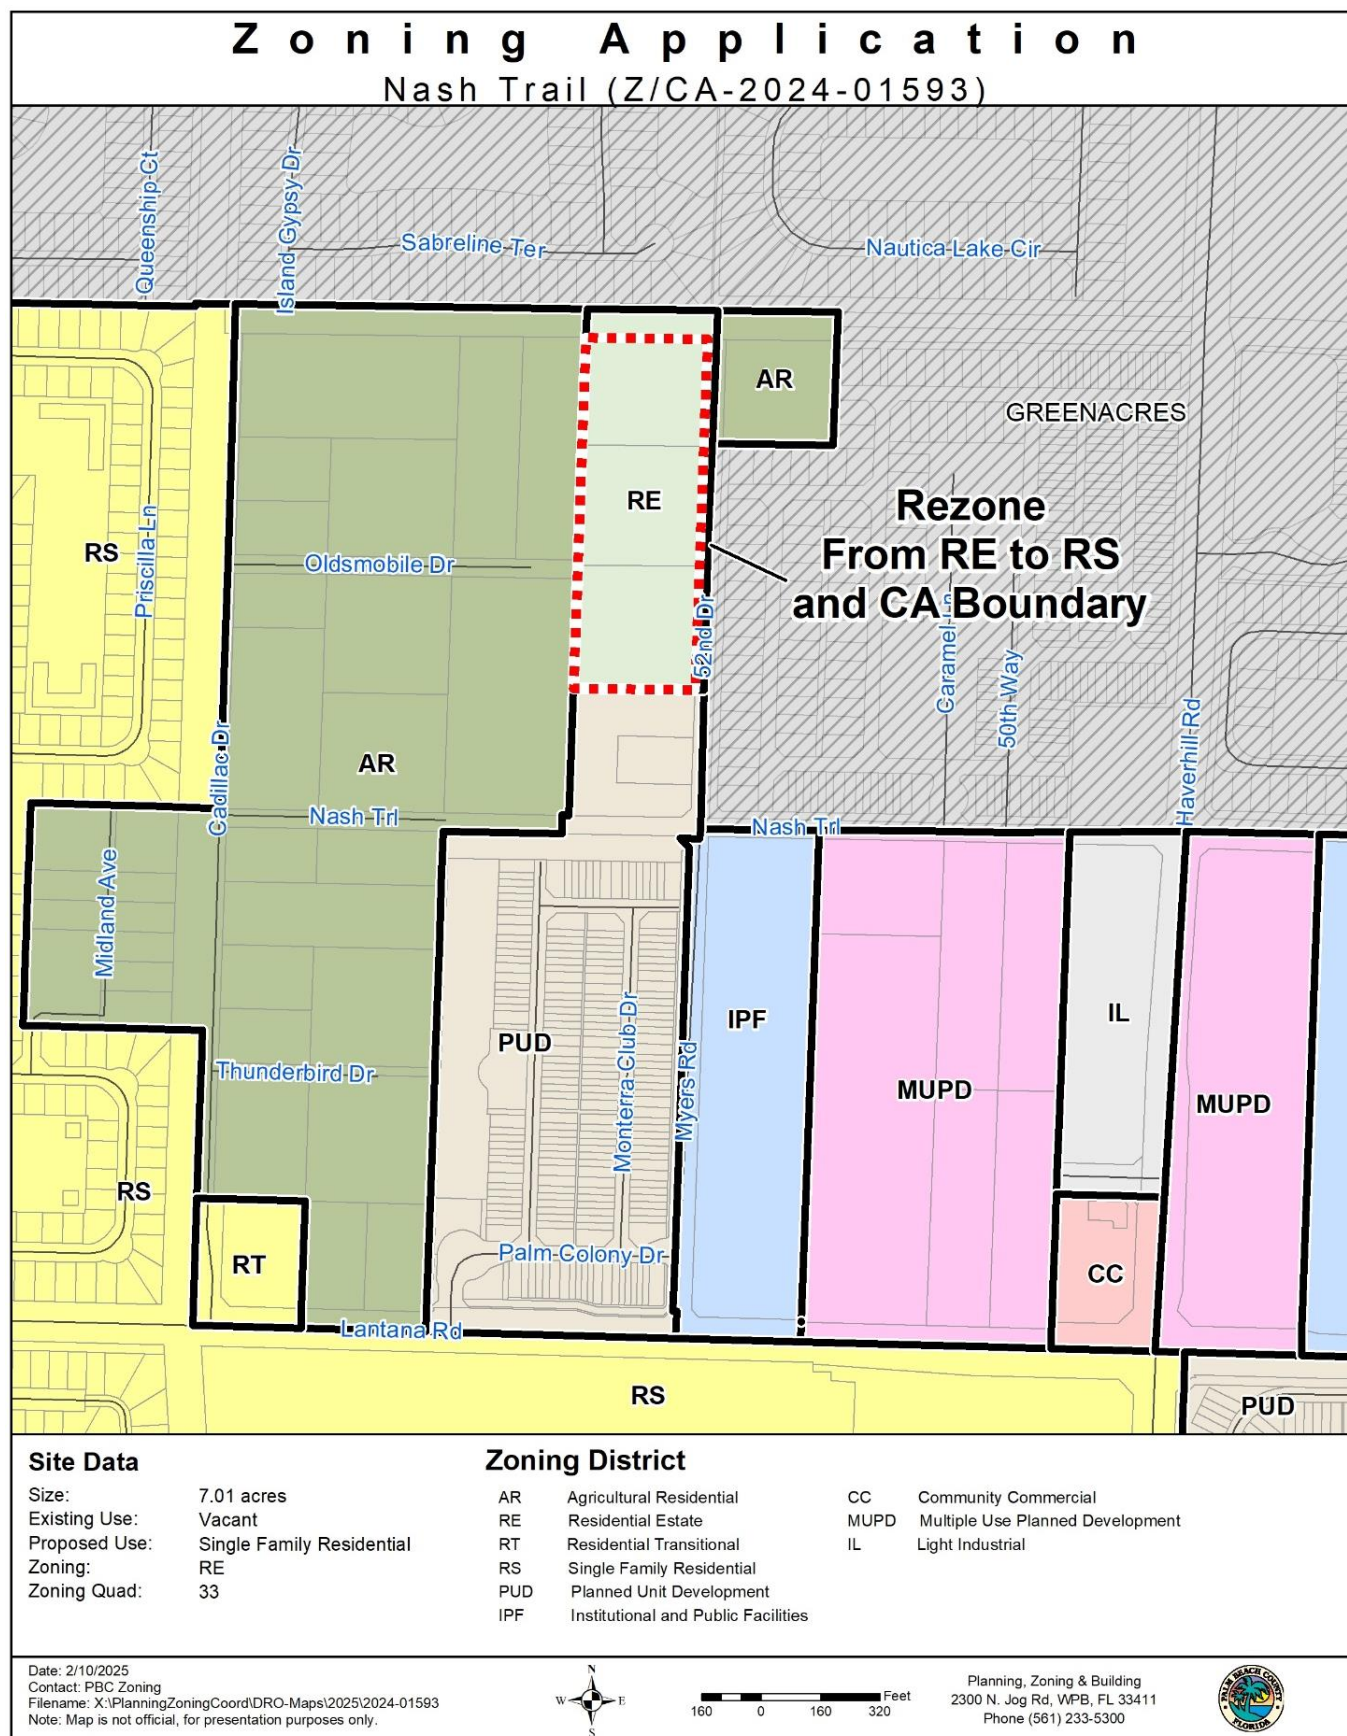 Zoning Application
Nash Trail (Z/CA-2024-01593)
Queenship Ct
Island Gypsy Dr
Sabreline Ter
Nautica Lake Cir
AR
GREENACRES
RE
Rezone
From RE to RS
and CA Boundary
RS
Priscilla Ln
Oldsmobile Dr
52nd Dr
Caramel Ln
50th Way
Haverhill Rd
Cadillac Dr
AR
Nash Trl
Nash Trl
Midland Ave
PUD
Monterra Club Dr
Myers Rd
IPF
IL
MUPD
MUPD
Thunderbird Dr
RS
RT
Palm Colony Dr
CC
Lantana Rd
RS
PUD
Site Data
Size: 7.01 acres
Existing Use: Vacant
Proposed Use: Single Family Residential
Zoning: RE
Zoning Quad: 33
Zoning District
AR Agricultural Residential
RE Residential Estate
RT Residential Transitional
RS Single Family Residential
PUD Planned Unit Development
IPF Institutional and Public Facilities
CC Community Commercial
MUPD Multiple Use Planned Development
IL Light Industrial
Date: 2/10/2025
Contact: PBC Zoning
Filename: X:\PlanningZoningCoord\DRO-Maps\2025\2024-01593
Note: Map is not official, for presentation purposes only.
N
W E
S
Feet
160 0 160 320
Planning, Zoning & Building
2300 N. Jog Rd, WPB, FL 33411
Phone (561) 233-5300
PALM BEACH COUNTY
FLORIDA